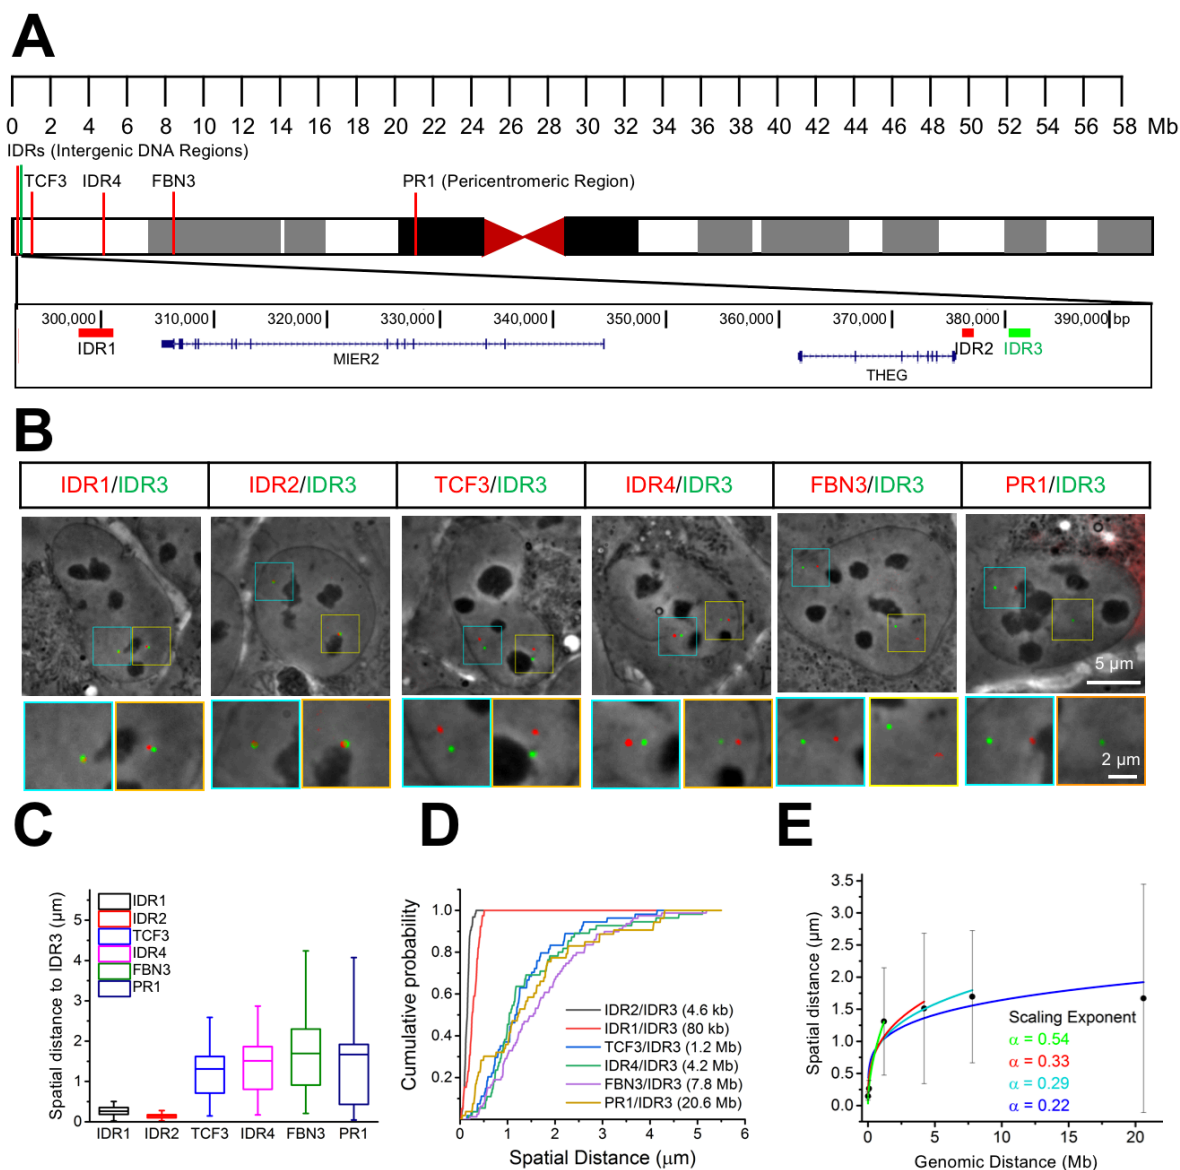 A
0 2 4 6 8 10 12 14 16 18 20 22 24 26 28 30 32 34 36 38 40 42 44 46 48 50 52 54 56 58 Mb
IDRs (Intergenic DNA Regions)
TCF3 IDR4 FBN3 PR1 (Pericentromeric Region)
300,000 310,000 320,000 330,000 340,000 350,000 360,000 370,000 380,000 390,000 bp
IDR1 MIER2 THEG IDR2 IDR3
B
IDR1/IDR3 IDR2/IDR3 TCF3/IDR3 IDR4/IDR3 FBN3/IDR3 PR1/IDR3
5 µm
2 µm
C
Spatial distance to IDR3 (µm)
5
4
3
2
1
0
IDR1
IDR2
TCF3
IDR4
FBN3
PR1
IDR1 IDR2 TCF3 IDR4 FBN3 PR1
D
Cumulative probability
1.0
0.8
0.6
0.4
0.2
IDR2/IDR3 (4.6 kb)
IDR1/IDR3 (80 kb)
TCF3/IDR3 (1.2 Mb)
IDR4/IDR3 (4.2 Mb)
FBN3/IDR3 (7.8 Mb)
PR1/IDR3 (20.6 Mb)
0 1 2 3 4 5 6
Spatial Distance (µm)
E
Spatial distance (µm)
3.5
3.0
2.5
2.0
1.5
1.0
0.5
0.0
Scaling Exponent
α = 0.54
α = 0.33
α = 0.29
α = 0.22
0 5 10 15 20
Genomic Distance (Mb)